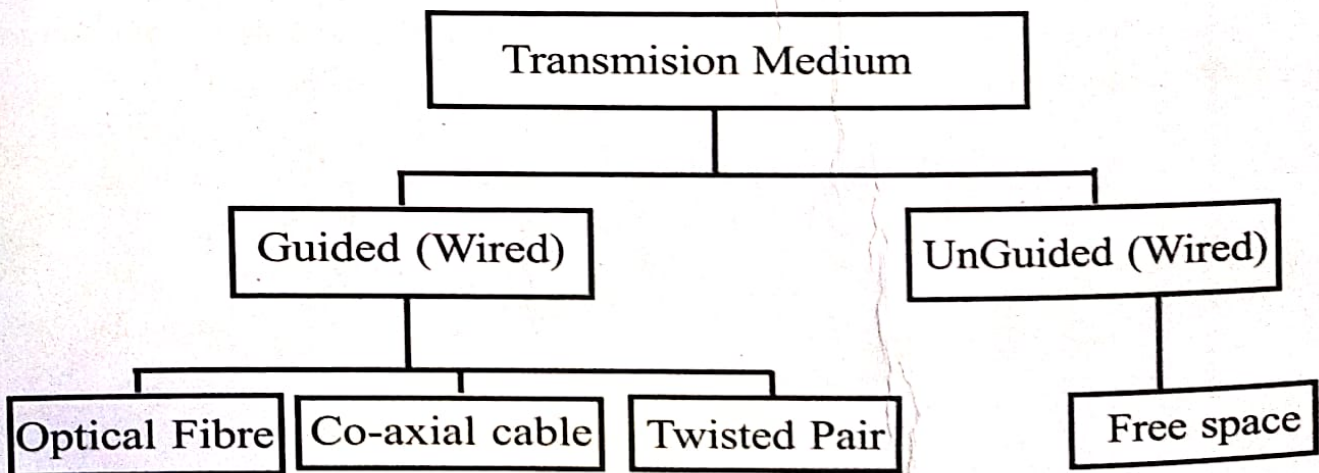 Transmision Medium
Guided (Wired)
UnGuided (Wired)
Optical Fibre
Co-axial cable
Twisted Pair
Free space